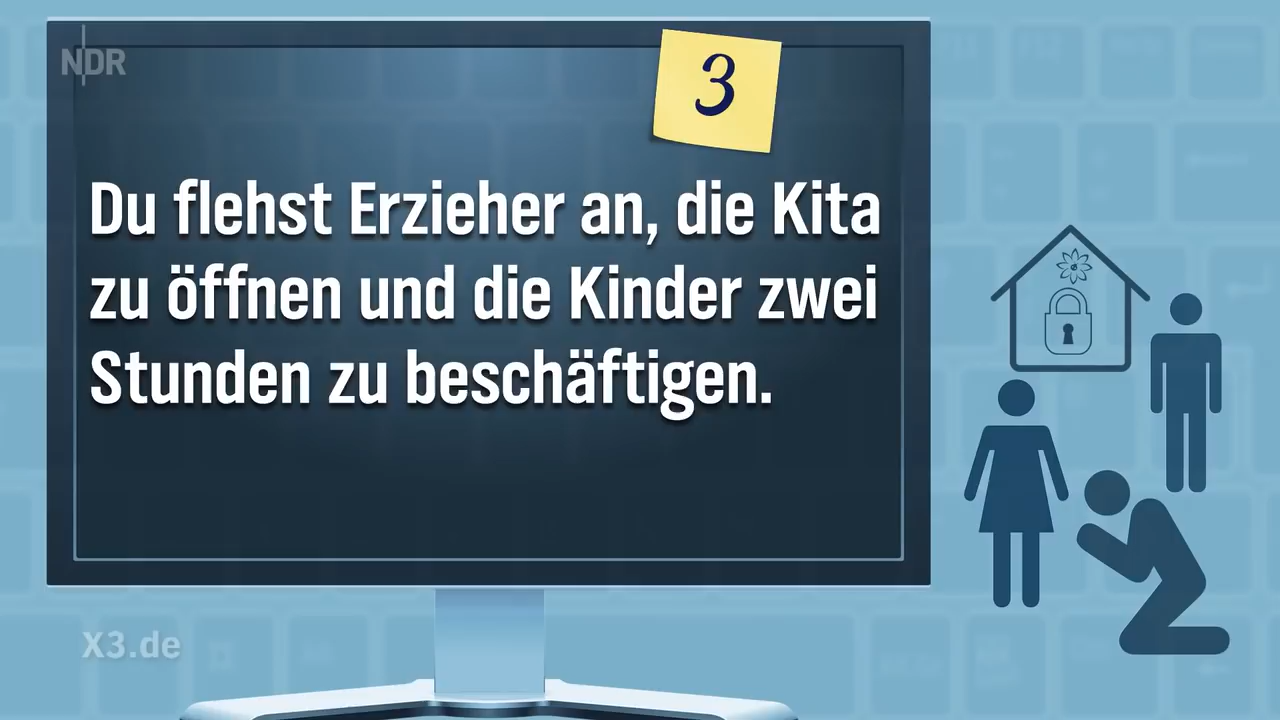 NDR
3
Du flehst Erzieher an, die Kita
zu öffnen und die Kinder zwei
Stunden zu beschäftigen.
X3.de